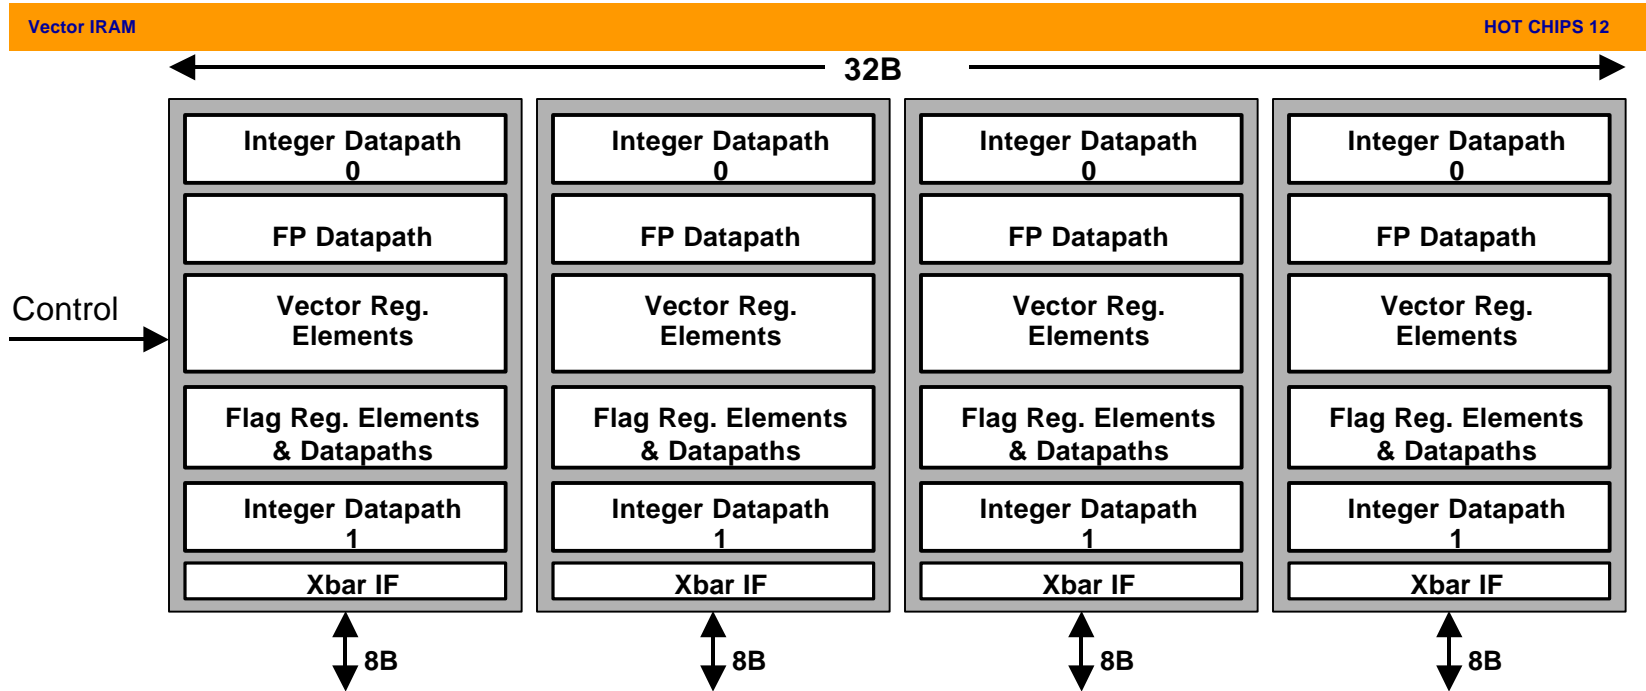 Vector IRAM
HOT CHIPS 12
32B
Control
Integer Datapath
0
FP Datapath
Vector Reg.
Elements
Flag Reg. Elements
& Datapaths
Integer Datapath
1
Xbar IF
8B
Integer Datapath
0
FP Datapath
Vector Reg.
Elements
Flag Reg. Elements
& Datapaths
Integer Datapath
1
Xbar IF
8B
Integer Datapath
0
FP Datapath
Vector Reg.
Elements
Flag Reg. Elements
& Datapaths
Integer Datapath
1
Xbar IF
8B
Integer Datapath
0
FP Datapath
Vector Reg.
Elements
Flag Reg. Elements
& Datapaths
Integer Datapath
1
Xbar IF
8B